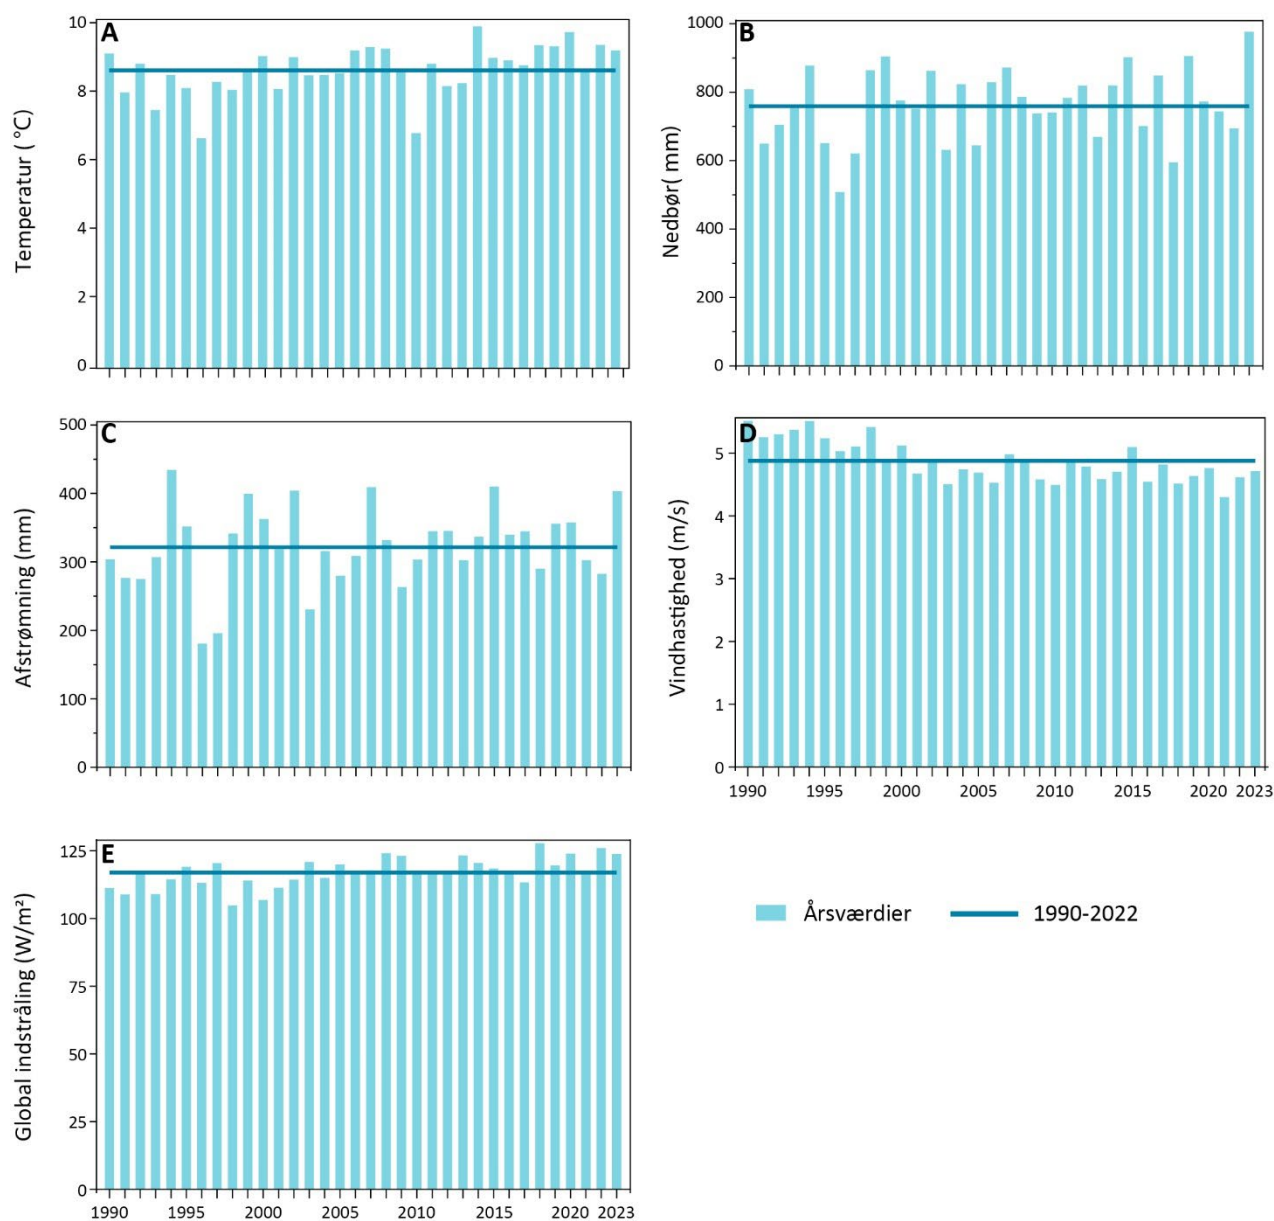 A
10
8
6
4
2
0
Temperatur ( °C)
B
1000
800
600
400
200
0
Nedbør( mm)
C
500
400
300
200
100
0
Afstrømning (mm)
D
5
4
3
2
1
0
Vindhastighed (m/s)
1990 1995 2000 2005 2010 2015 2020 2023
E
125
100
75
50
25
0
Global indstråling (W/m²)
1990 1995 2000 2005 2010 2015 2020 2023
Årsværdier 1990-2022